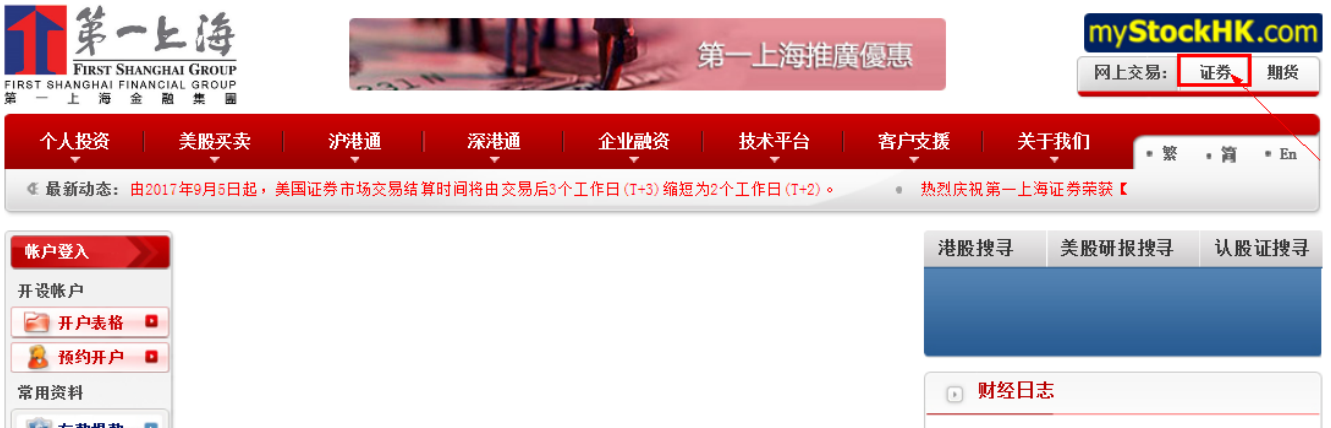 第一上海
FIRST SHANGHAI GROUP
FIRST SHANGHAI FINANCIAL GROUP
第一上海金融集團
第一上海推廣優惠
myStockHK.com
网上交易: 证券 期货
个人投资 美股买卖 沪港通 深港通 企业融资 技术平台 客户支援 关于我们 繁 简 En
最新动态: 由2017年9月5日起,美国证券市场交易结算时间将由交易后3个工作日(T+3)缩短为2个工作日(T+2)。 热烈庆祝第一上海证券荣获【
帐户登入
港股搜寻 美股研报搜寻 认股证搜寻
开设帐户
开户表格
预约开户
财经日志
常用资料